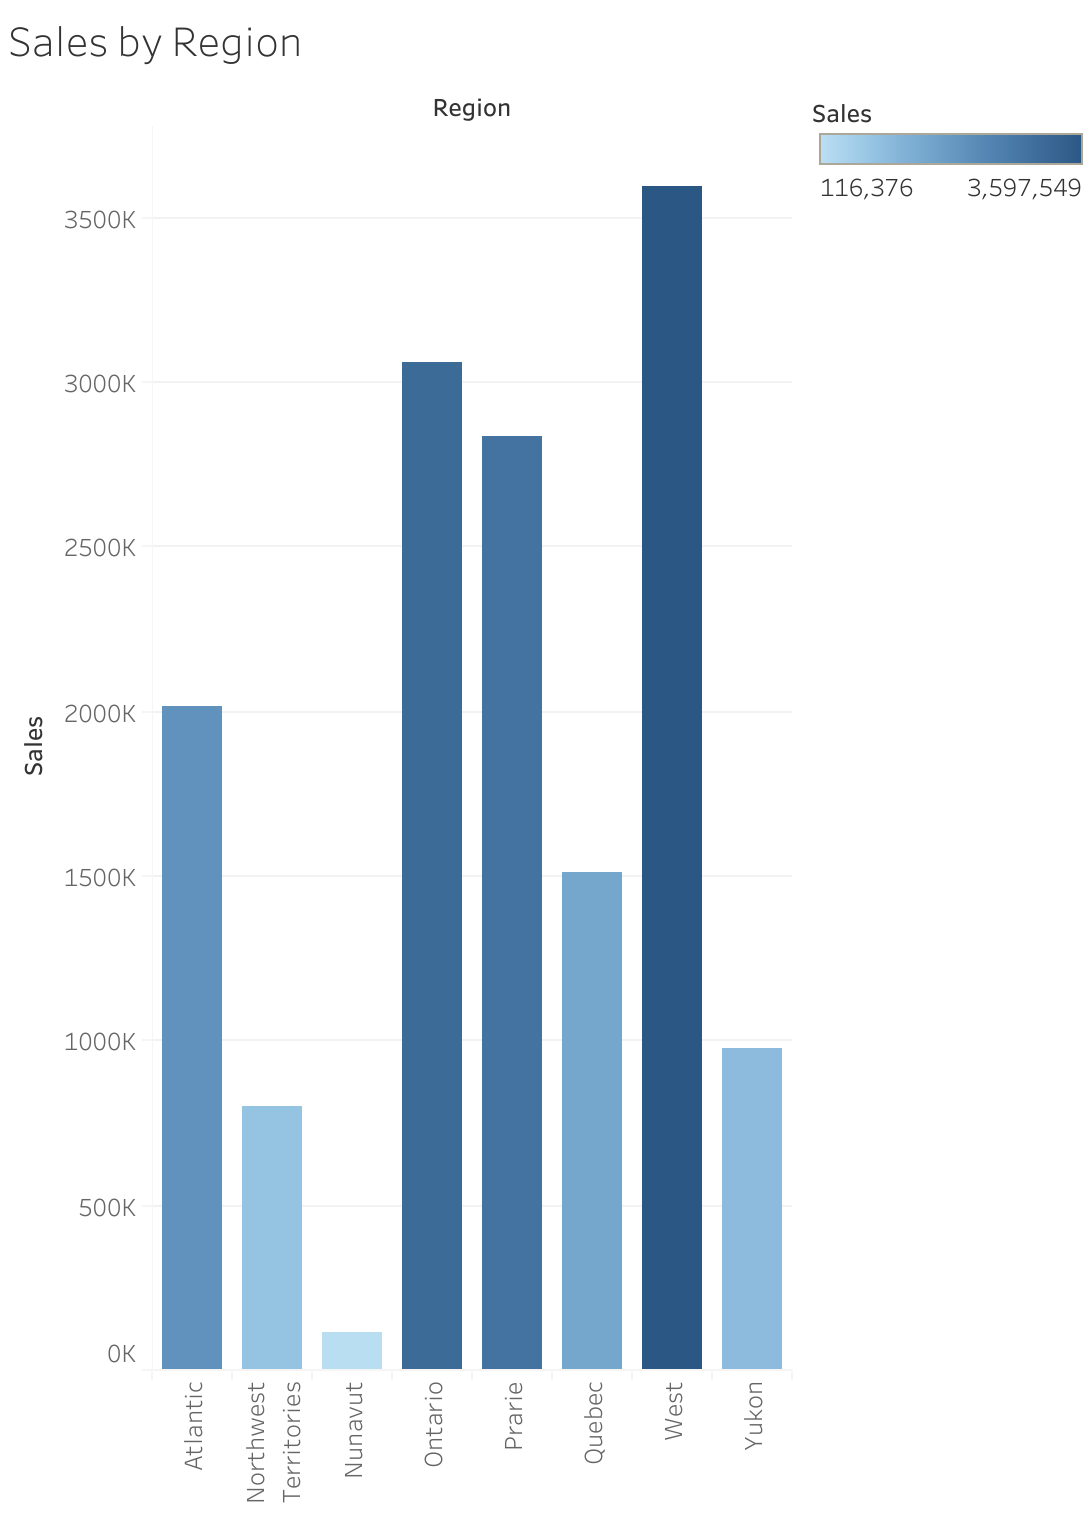 Sales by Region
Region
Sales
116,376 3,597,549
3500K
3000K
2500K
2000K
1500K
1000K
500K
0K
Sales
Atlantic
Northwest
Territories
Nunavut
Ontario
Prarie
Quebec
West
Yukon